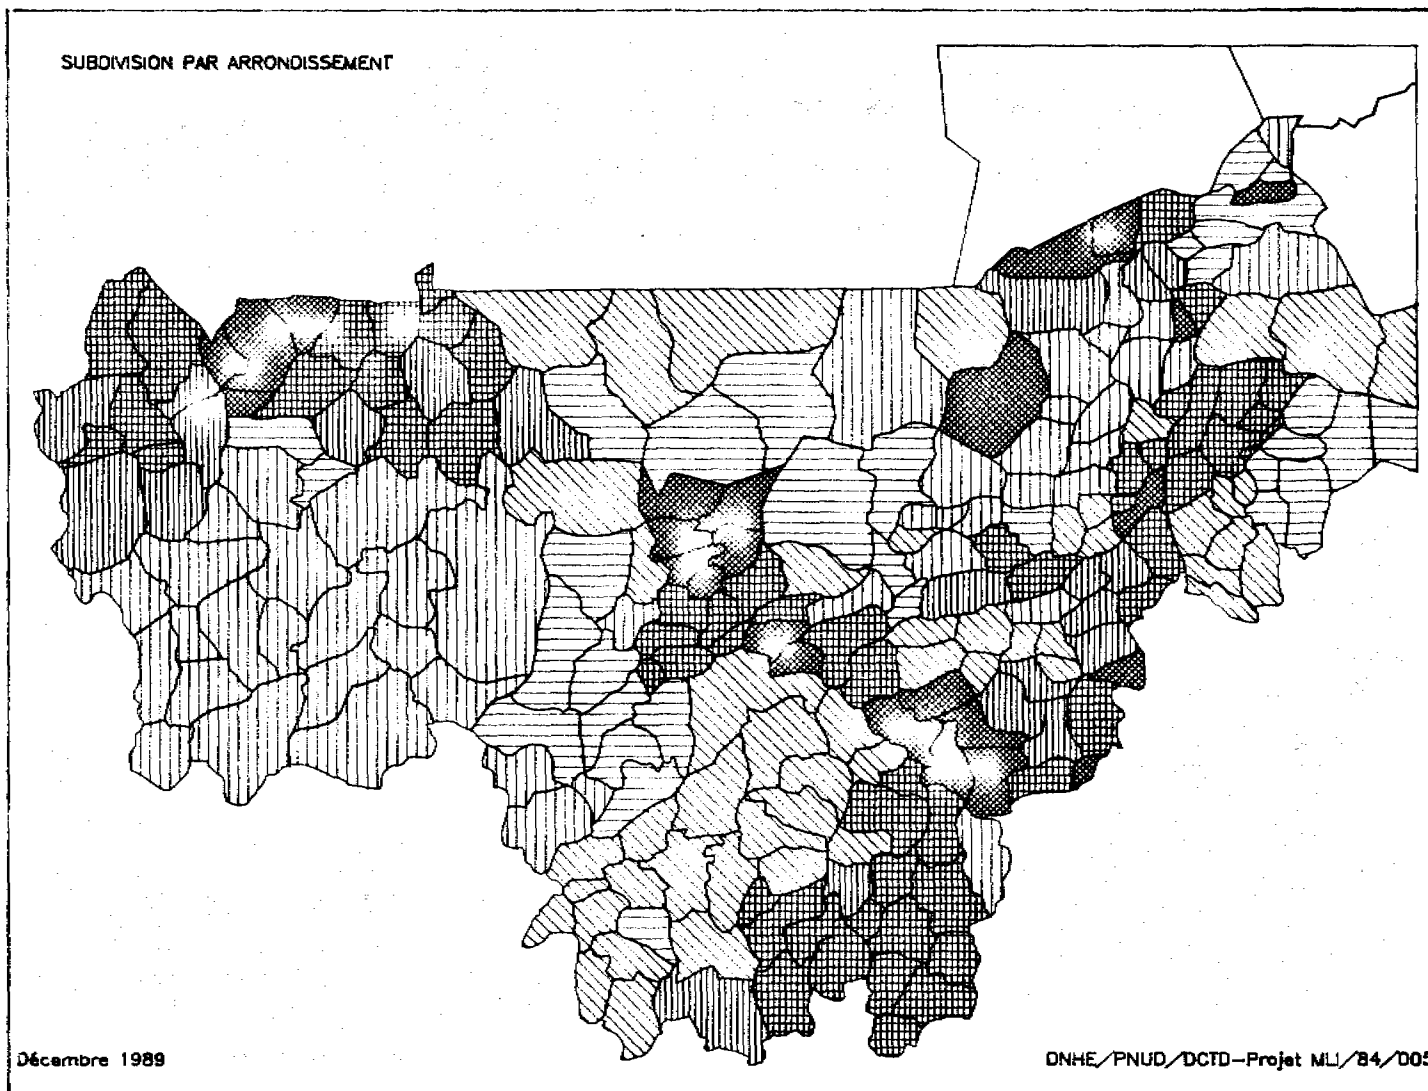 SUBDIVISION PAR ARRONDISSEMENT
Décembre 1989
DNHE/PNUD/DCTD-Projet MLI/84/005